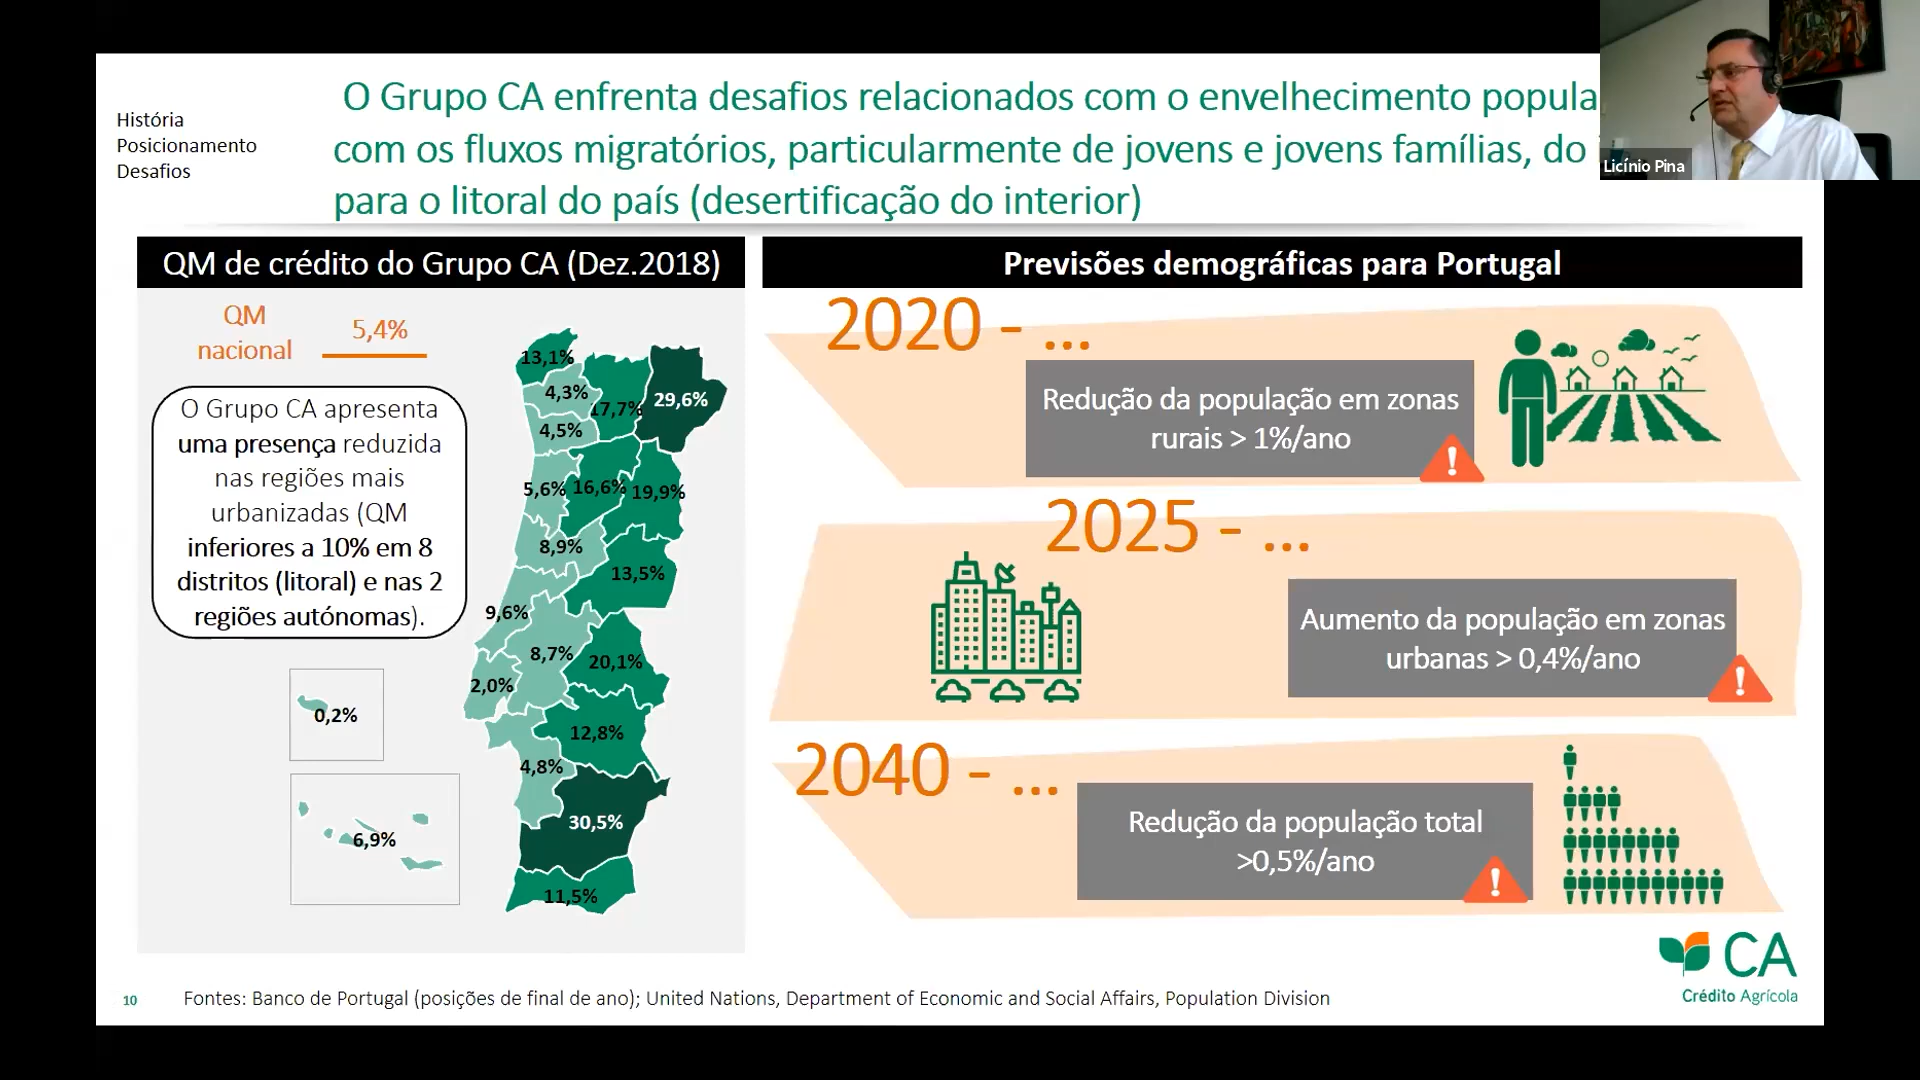 História
Posicionamento
Desafios
O Grupo CA enfrenta desafios relacionados com o envelhecimento popula
com os fluxos migratórios, particularmente de jovens e jovens famílias, do
para o litoral do país (desertificação do interior)
Licínio Pina
QM de crédito do Grupo CA (Dez.2018)
QM
nacional
5,4%
O Grupo CA apresenta
uma presença reduzida
nas regiões mais
urbanizadas (QM
inferiores a 10% em 8
distritos (litoral) e nas 2
regiões autónomas).
13,1%
4,3%
17,7%
29,6%
4,5%
5,6%
16,6%
19,9%
8,9%
13,5%
9,6%
8,7%
20,1%
2,0%
0,2%
12,8%
4,8%
30,5%
6,9%
11,5%
Previsões demográficas para Portugal
2020 - ...
Redução da população em zonas
rurais > 1%/ano
2025 - ...
Aumento da população em zonas
urbanas > 0,4%/ano
2040 - ...
Redução da população total
>0,5%/ano
CA
Crédito Agrícola
10
Fontes: Banco de Portugal (posições de final de ano); United Nations, Department of Economic and Social Affairs, Population Division